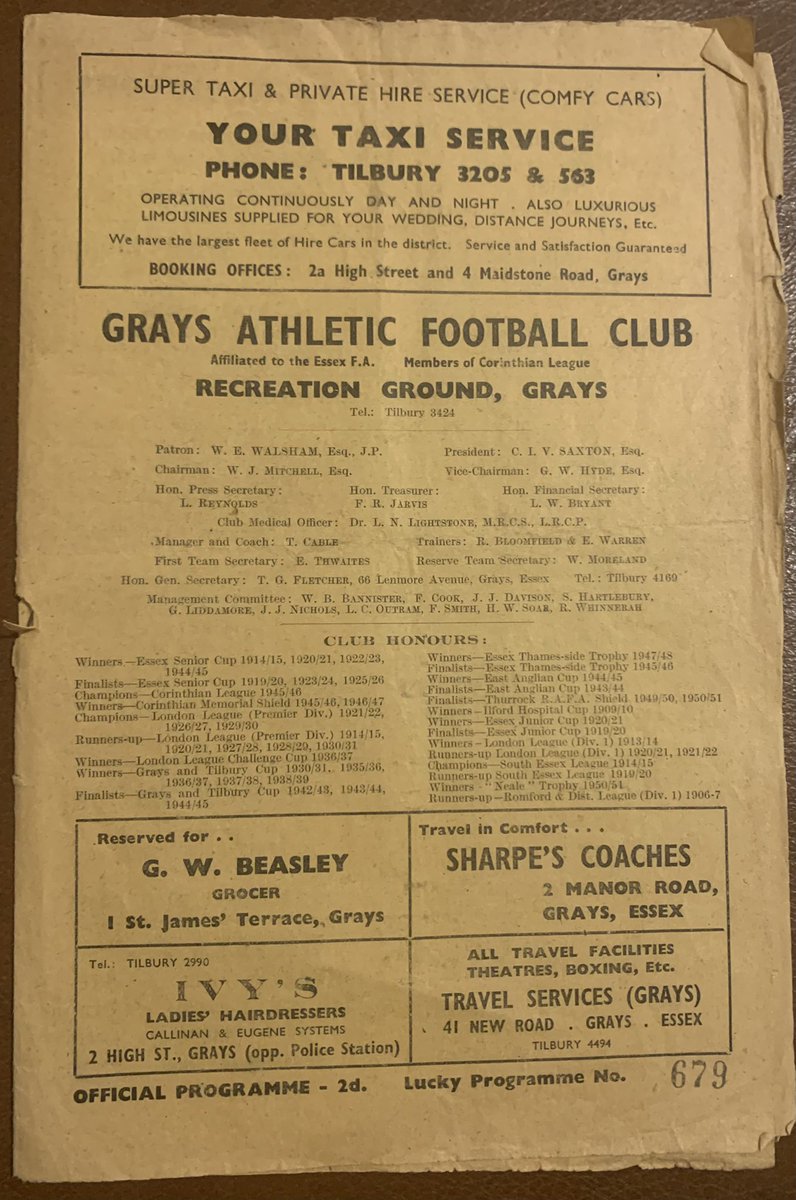 SUPER TAXI & PRIVATE HIRE SERVICE (COMFY CARS)
YOUR TAXI SERVICE
PHONE: TILBURY 3205 & 563
OPERATING CONTINUOUSLY DAY AND NIGHT . ALSO LUXURIOUS
LIMOUSINES SUPPLIED FOR YOUR WEDDING, DISTANCE JOURNEYS, Etc.
We have the largest fleet of Hire Cars in the district. Service and Satisfaction Guaranteed
BOOKING OFFICES: 2a High Street and 4 Maidstone Road, Grays
GRAYS ATHLETIC FOOTBALL CLUB
Affiliated to the Essex F.A. Members of Corinthian League
RECREATION GROUND, GRAYS
Tel.: Tilbury 3424
Patron: W. E. WALSHAM, Esq., J.P. President: C. I. V. SAXTON, Esq.
Chairman: W. J. MITCHELL, Esq. Vice-Chairman: G. W. HYDE, Esq.
Hon. Press Secretary: Hon. Treasurer: Hon. Financial Secretary:
L. REYNOLDS F. R. JARVIS L. W. BRYANT
Club Medical Officer: Dr. L. N. LIGHTSTONE, M.R.C.S., L.R.C.P.
Manager and Coach: T. CABLE Trainers: R. BLOOMFIELD & E. WARREN
First Team Secretary: E. THWAITES Reserve Team Secretary: W. MORELAND
Hon. Gen. Secretary: T. G. FLETCHER, 66 Lenmore Avenue, Grays, Essex Tel.: Tilbury 4169
Management Committee: W. B. BANNISTER, F. COOK, J. J. DAVISON, S. HARTLEBURY,
G. LIDDAMORE, J. J. NICHOLS, L. C. OUTRAM, F. SMITH, H. W. SOAR, R. WHINNERAH
CLUB HONOURS:
Winners—Essex Senior Cup 1914/15, 1920/21, 1922/23,
1944/45
Finalists—Essex Senior Cup 1919/20, 1923/24, 1925/26
Champions—Corinthian League 1945/46
Winners—Corinthian Memorial Shield 1945/46, 1946/47
Champions—London League (Premier Div.) 1921/22,
1926/27, 1929/30
Runners-up—London League (Premier Div.) 1914/15,
1920/21, 1927/28, 1928/29, 1930/31
Winners—London League Challenge Cup 1936/37
Winners—Grays and Tilbury Cup 1930/31, 1935/36,
1936/37, 1937/38, 1938/39
Finalists—Grays and Tilbury Cup 1942/43, 1943/44,
1944/45
Winners—Essex Thames-side Trophy 1947/48
Finalists—Essex Thames-side Trophy 1945/46
Winners—East Anglian Cup 1944/45
Finalists—East Anglian Cup 1943/44
Finalists—Thurrock R.A.F.A. Shield 1949/50, 1950/51
Winners—Ilford Hospital Cup 1909/10
Winners—Essex Junior Cup 1920/21
Finalists—Essex Junior Cup 1919/20
Winners—London League (Div. 1) 1913/14
Runners-up London League (Div. 1) 1920/21, 1921/22
Champions—South Essex League 1914/15
Runners-up South Essex League 1919/20
Winners - "Neale" Trophy 1950/51
Runners-up—Romford & Dist. League (Div. 1) 1906-7
Reserved for . .
G. W. BEASLEY
GROCER
1 St. James' Terrace, Grays
Travel in Comfort . . .
SHARPE'S COACHES
2 MANOR ROAD,
GRAYS, ESSEX
Tel.: TILBURY 2990
IVY'S
LADIES' HAIRDRESSERS
CALLINAN & EUGENE SYSTEMS
2 HIGH ST., GRAYS (opp. Police Station)
ALL TRAVEL FACILITIES
THEATRES, BOXING, Etc.
TRAVEL SERVICES (GRAYS)
41 NEW ROAD . GRAYS . ESSEX
TILBURY 4494
OFFICIAL PROGRAMME - 2d. Lucky Programme No. 679